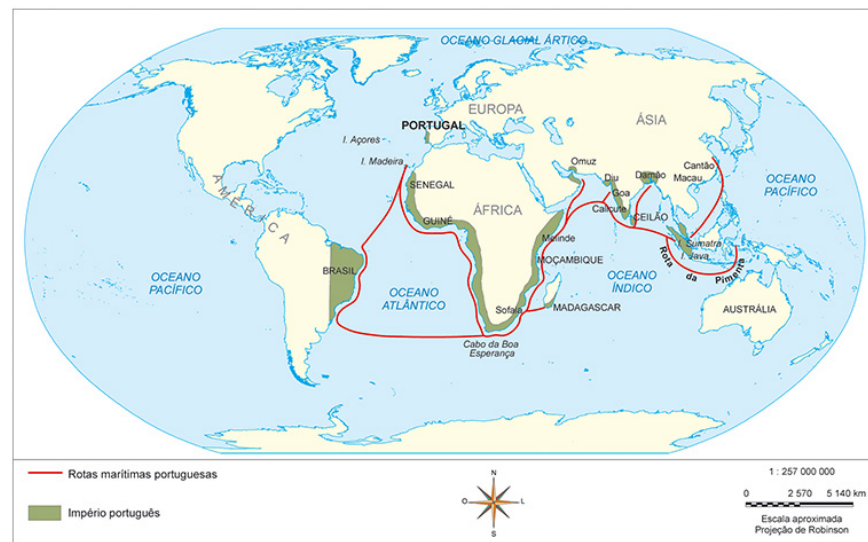 OCEANO GLACIAL ÁRTICO
EUROPA
ÁSIA
PORTUGAL
I. Açores
I. Madeira
Omuz
Cantão
Macau
OCEANO
PACÍFICO
Diu
Damão
Goa
SENEGAL
AMÉRICA
ÁFRICA
Calicute
CEILÃO
GUINÉ
Melinde
I. Sumatra
I. Java
BRASIL
MOÇAMBIQUE
Rota da Pimenta
OCEANO
PACÍFICO
OCEANO
ATLÂNTICO
OCEANO
ÍNDICO
Sofala
MADAGASCAR
AUSTRÁLIA
Cabo da Boa
Esperança
Rotas marítimas portuguesas
Império português
N
O
L
S
1 : 257 000 000
0 2 570 5 140 km
Escala aproximada
Projeção de Robinson